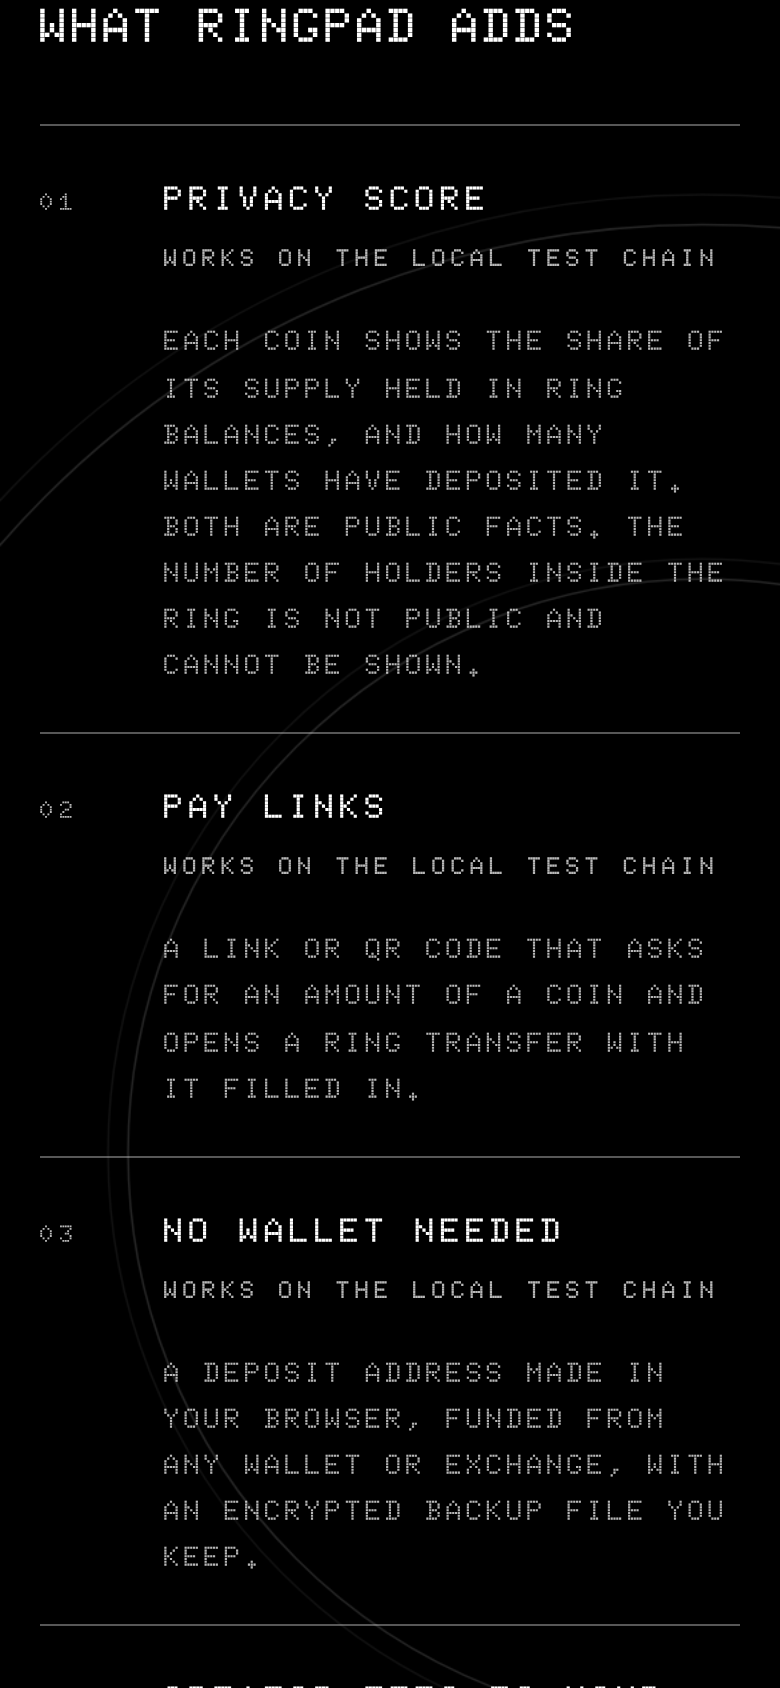 WHAT RINGPAD ADDS
01
PRIVACY SCORE
WORKS ON THE LOCAL TEST CHAIN
EACH COIN SHOWS THE SHARE OF
ITS SUPPLY HELD IN RING
BALANCES, AND HOW MANY
WALLETS HAVE DEPOSITED IT.
BOTH ARE PUBLIC FACTS. THE
NUMBER OF HOLDERS INSIDE THE
RING IS NOT PUBLIC AND
CANNOT BE SHOWN.
02
PAY LINKS
WORKS ON THE LOCAL TEST CHAIN
A LINK OR QR CODE THAT ASKS
FOR AN AMOUNT OF A COIN AND
OPENS A RING TRANSFER WITH
IT FILLED IN.
03
NO WALLET NEEDED
WORKS ON THE LOCAL TEST CHAIN
A DEPOSIT ADDRESS MADE IN
YOUR BROWSER, FUNDED FROM
ANY WALLET OR EXCHANGE, WITH
AN ENCRYPTED BACKUP FILE YOU
KEEP.